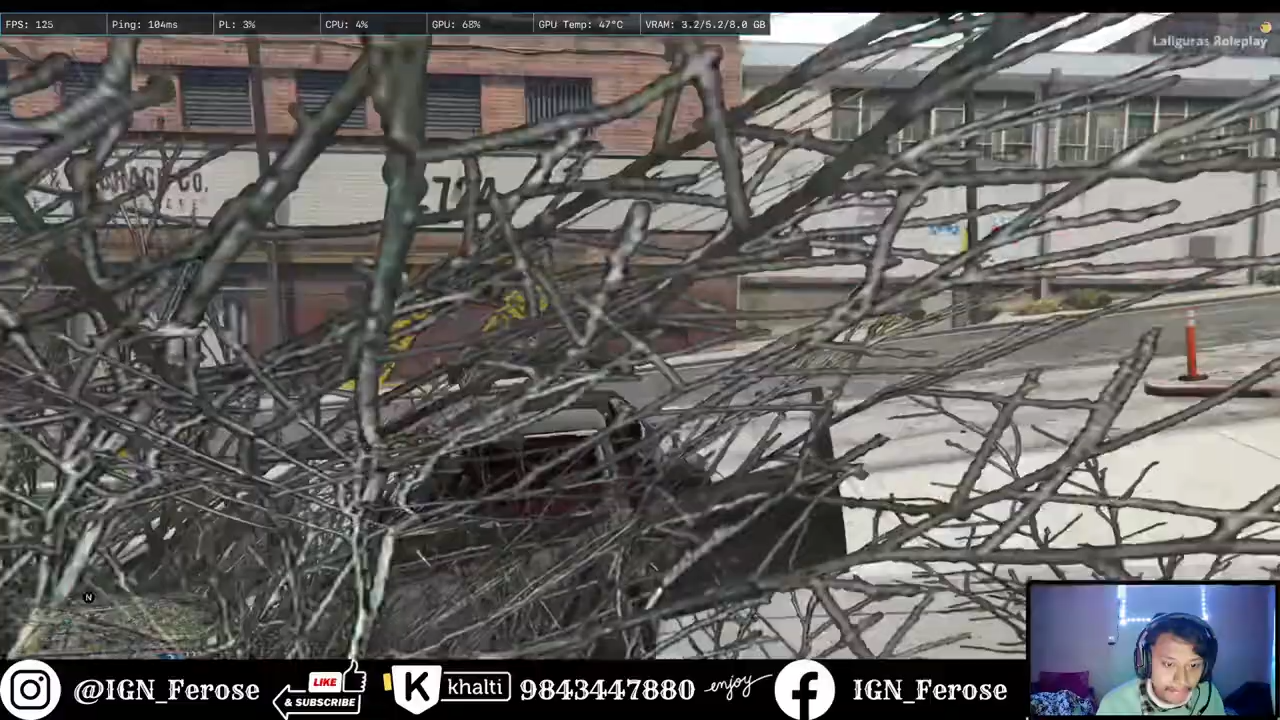 FPS: 125 Ping: 104ms PL: 3% CPU: 4% GPU: 68% GPU Temp: 47°C VRAM: 3.2/5.2/8.0 GB
Laliguras Roleplay
CO.
N
@IGN_Ferose
LIKE
& SUBSCRIBE
K khalti
9843447880
enjoy
f
IGN_Ferose